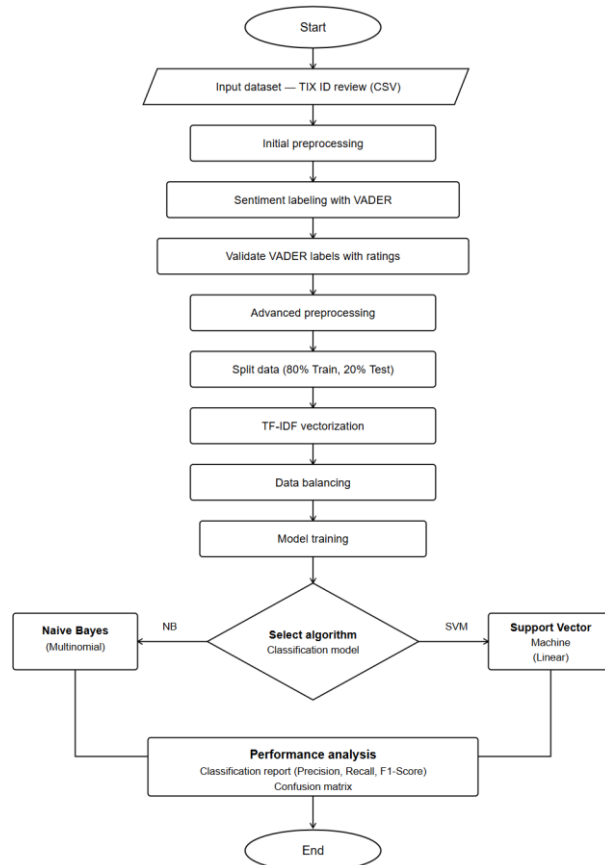 Start
Input dataset — TIX ID review (CSV)
Initial preprocessing
Sentiment labeling with VADER
Validate VADER labels with ratings
Advanced preprocessing
Split data (80% Train, 20% Test)
TF-IDF vectorization
Data balancing
Model training
Select algorithm
Classification model
NB
SVM
Naive Bayes
(Multinomial)
Support Vector
Machine
(Linear)
Performance analysis
Classification report (Precision, Recall, F1-Score)
Confusion matrix
End